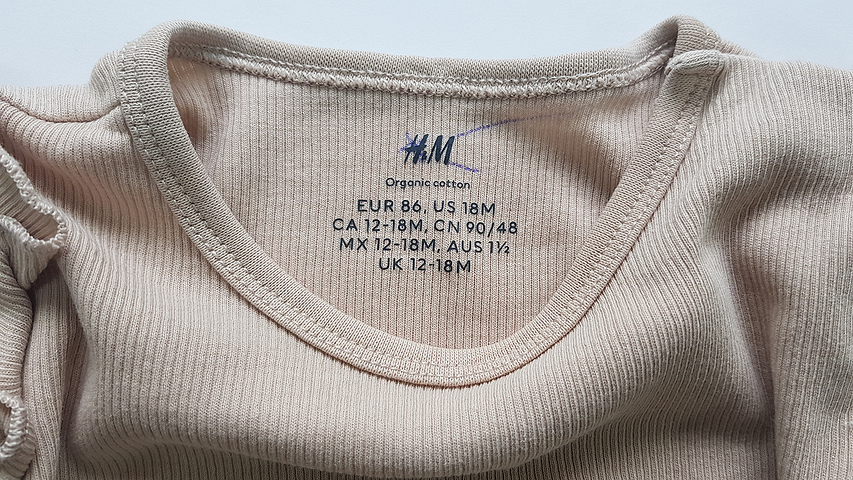 H&M
Organic cotton
EUR 86, US 18M
CA 12-18M, CN 90/48
MX 12-18M, AUS 1½
UK 12-18M